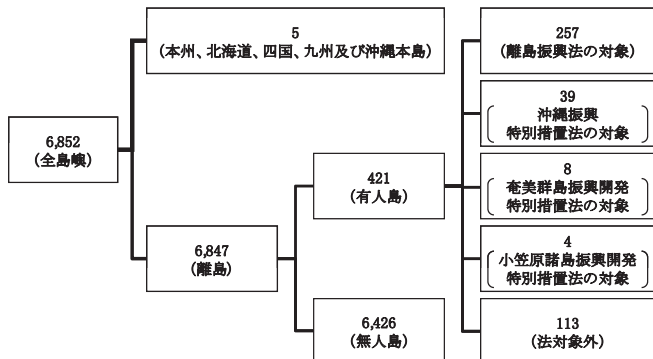 5
(本州、北海道、四国、九州及び沖縄本島)
257
(離島振興法の対象)
39
沖縄振興
特別措置法の対象
6,852
(全島嶼)
421
(有人島)
8
奄美群島振興開発
特別措置法の対象
6,847
(離島)
4
小笠原諸島振興開発
特別措置法の対象
6,426
(無人島)
113
(法対象外)